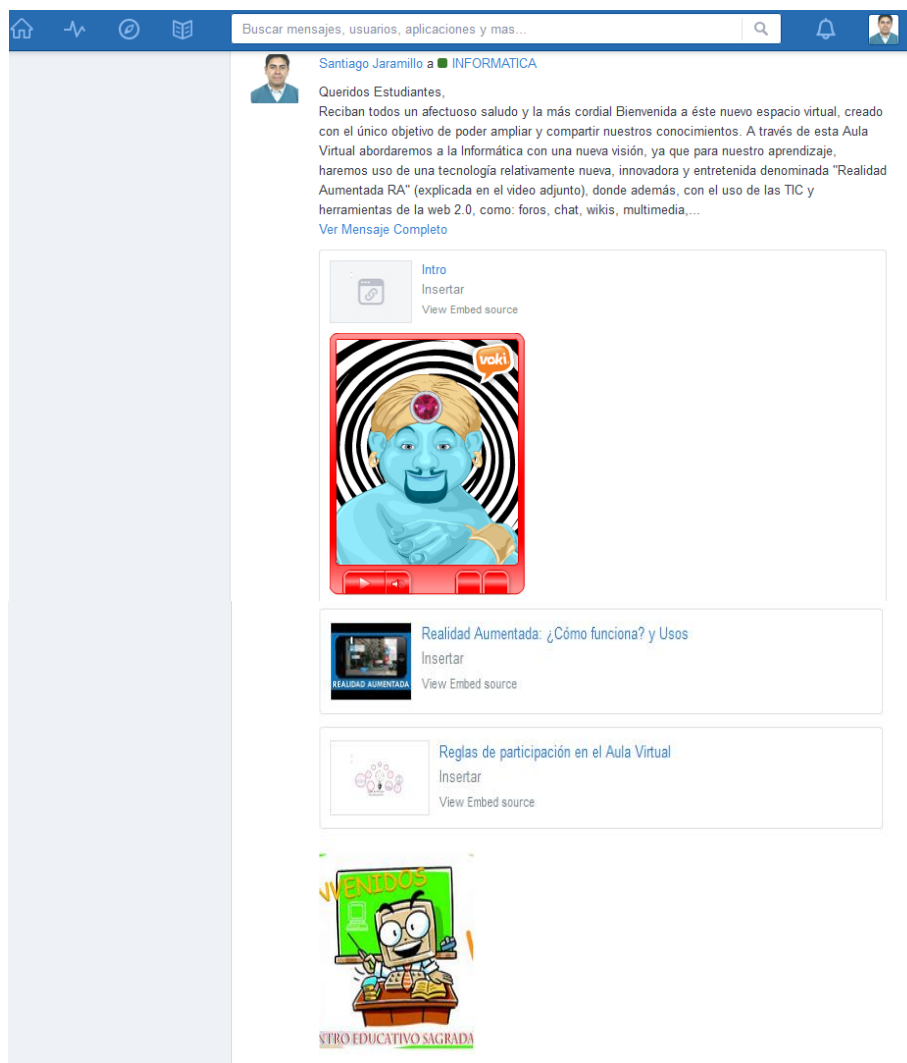 Buscar mensajes, usuarios, aplicaciones y mas...
Santiago Jaramillo a INFORMATICA
Queridos Estudiantes,
Reciban todos un afectuoso saludo y la más cordial Bienvenida a éste nuevo espacio virtual, creado
con el único objetivo de poder ampliar y compartir nuestros conocimientos. A través de esta Aula
Virtual abordaremos a la Informática con una nueva visión, ya que para nuestro aprendizaje,
haremos uso de una tecnología relativamente nueva, innovadora y entretenida denominada "Realidad
Aumentada RA" (explicada en el video adjunto), donde además, con el uso de las TIC y
herramientas de la web 2.0, como: foros, chat, wikis, multimedia,...
Ver Mensaje Completo
Intro
Insertar
View Embed source
voki
Realidad Aumentada: ¿Cómo funciona? y Usos
Insertar
View Embed source
REALIDAD AUMENTADA
Reglas de participación en el Aula Virtual
Insertar
View Embed source
NVENIDOS
NTRO EDUCATIVO SAGRADA